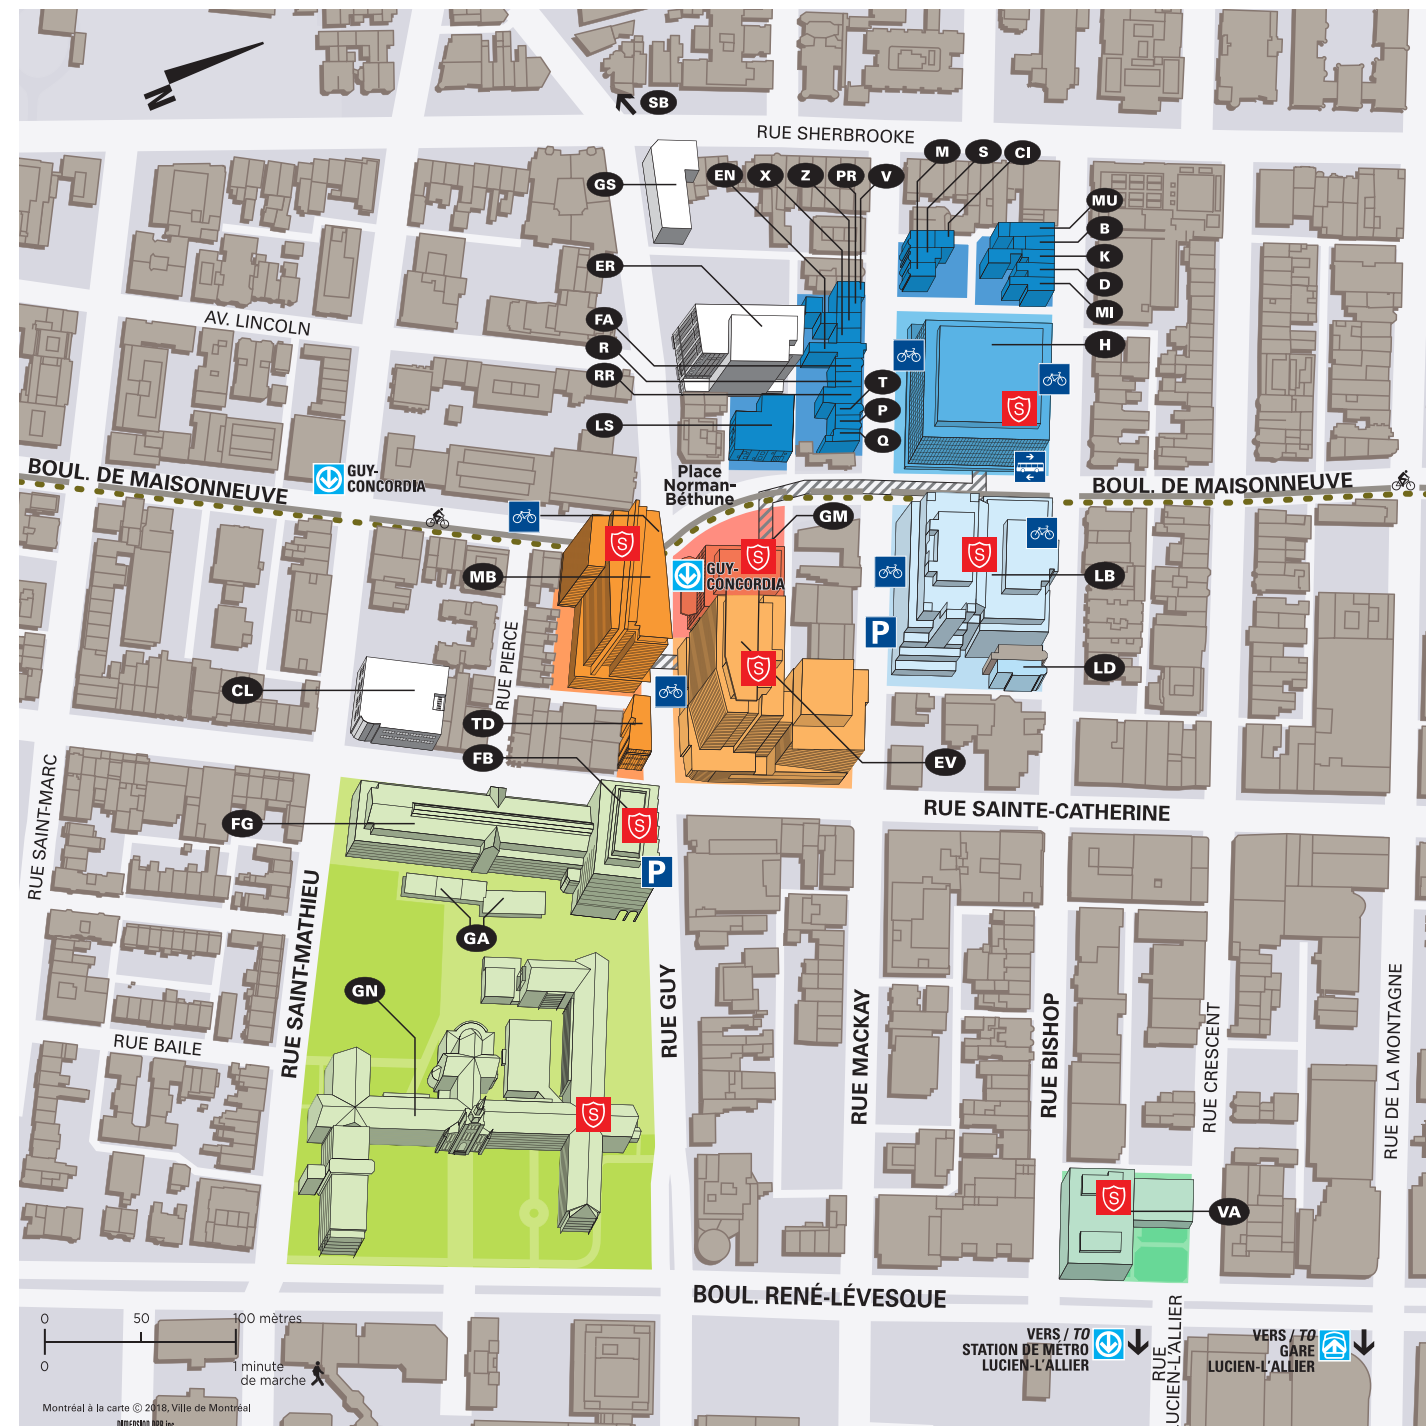 N
SB
RUE SHERBROOKE
M
S
CI
GS
EN
X
Z
PR
V
MU
B
K
D
MI
ER
FA
R
RR
LS
H
T
P
Q
S
AV. LINCOLN
BOUL. DE MAISONNEUVE
GUY-
CONCORDIA
Place
Norman-
Béthune
BOUL. DE MAISONNEUVE
GM
S
S
S
MB
GUY-
CONCORDIA
LB
P
LD
S
RUE PIERCE
CL
TD
FB
EV
RUE SAINTE-CATHERINE
RUE SAINT-MARC
FG
S
P
GA
RUE SAINT-MATHIEU
GN
RUE GUY
RUE MACKAY
RUE BISHOP
RUE CRESCENT
RUE DE LA MONTAGNE
RUE BAILE
S
S
VA
BOUL. RENÉ-LÉVESQUE
0
50
100 mètres
0
1 minute
de marche
VERS / TO
STATION DE MÉTRO
LUCIEN-L'ALLIER
RUE
LUCIEN-L'ALLIER
VERS / TO
GARE
LUCIEN-L'ALLIER
Montréal à la carte © 2018, Ville de Montréal